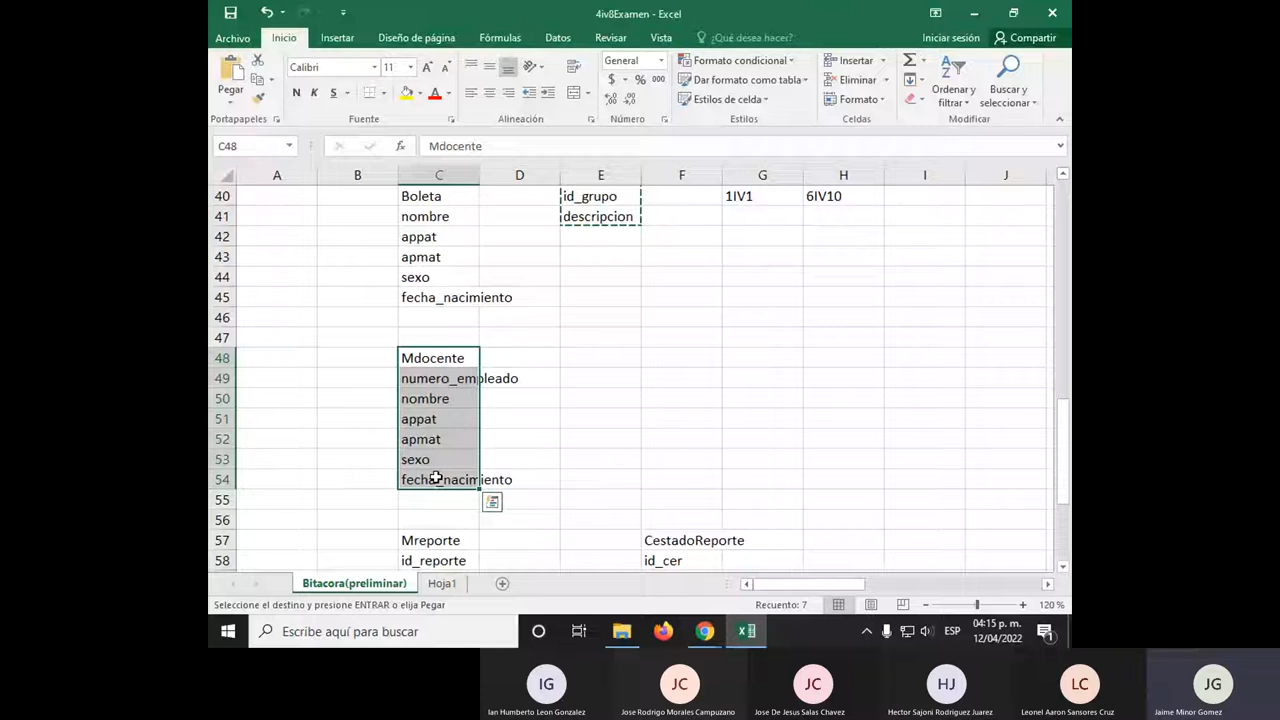 4iv8Examen - Excel
Archivo Inicio Insertar Diseño de página Fórmulas Datos Revisar Vista ¿Qué desea hacer? Iniciar sesión Compartir
Pegar
Portapapeles
Calibri 11
N K S
Fuente
Alineación
General
$ % 000
Número
Formato condicional
Dar formato como tabla
Estilos de celda
Estilos
Insertar
Eliminar
Formato
Celdas
Ordenar y filtrar
Buscar y seleccionar
Modificar
C48 fx Mdocente
A B C D E F G H I J
40 Boleta id_grupo 1IV1 6IV10
41 nombre descripcion
42 appat
43 apmat
44 sexo
45 fecha_nacimiento
46
47
48 Mdocente
49 numero_empleado
50 nombre
51 appat
52 apmat
53 sexo
54 fecha_nacimiento
55
56
57 Mreporte CestadoReporte
58 id_reporte id_cer
Bitacora(preliminar) Hoja1
Seleccione el destino y presione ENTRAR o elija Pegar Recuento: 7 120 %
Escribe aquí para buscar ESP 04:15 p. m.
12/04/2022
1
IG JC JC HJ LC JG
Ian Humberto Leon Gonzalez Jose Rodrigo Morales Campuzano Jose De Jesus Salas Chavez Hector Sajoni Rodriguez Juarez Leonel Aaron Sansores Cruz Jaime Minor Gomez